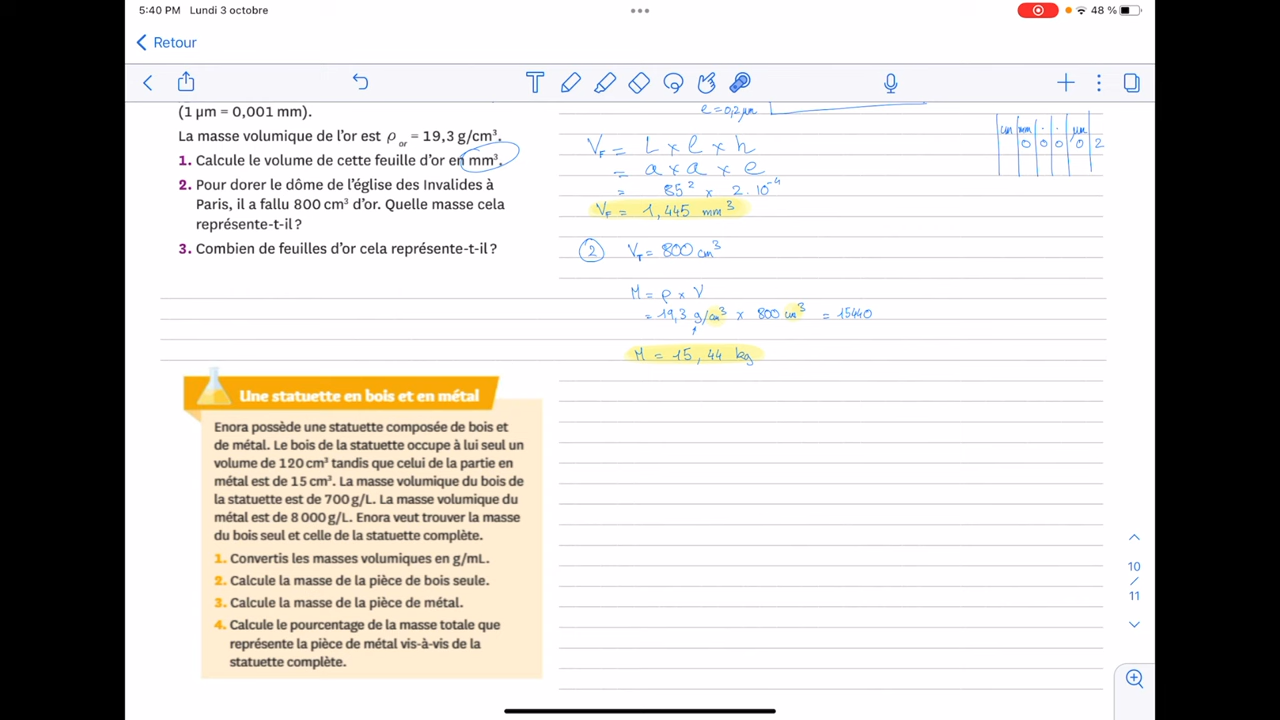 5:40 PM Lundi 3 octobre
48 %
Retour
(1 µm = 0,001 mm).
La masse volumique de l'or est ρor = 19,3 g/cm³.
1. Calcule le volume de cette feuille d'or en mm³.
2. Pour dorer le dôme de l'église des Invalides à
Paris, il a fallu 800 cm³ d'or. Quelle masse cela
représente-t-il ?
3. Combien de feuilles d'or cela représente-t-il ?
e = 0,2 µm
cm mm . . µm
0 0 0 0 2
VF = L × l × h
= a × a × e
= 85² × 2.10⁻⁴
VF = 1,445 mm³
2 VT = 800 cm³
M = ρ × V
= 19,3 g/cm³ × 800 cm³ = 15440
M = 15,44 kg
Une statuette en bois et en métal
Enora possède une statuette composée de bois et
de métal. Le bois de la statuette occupe à lui seul un
volume de 120 cm³ tandis que celui de la partie en
métal est de 15 cm³. La masse volumique du bois de
la statuette est de 700 g/L. La masse volumique du
métal est de 8 000 g/L. Enora veut trouver la masse
du bois seul et celle de la statuette complète.
1. Convertis les masses volumiques en g/mL.
2. Calcule la masse de la pièce de bois seule.
3. Calcule la masse de la pièce de métal.
4. Calcule le pourcentage de la masse totale que
représente la pièce de métal vis-à-vis de la
statuette complète.
10
/
11